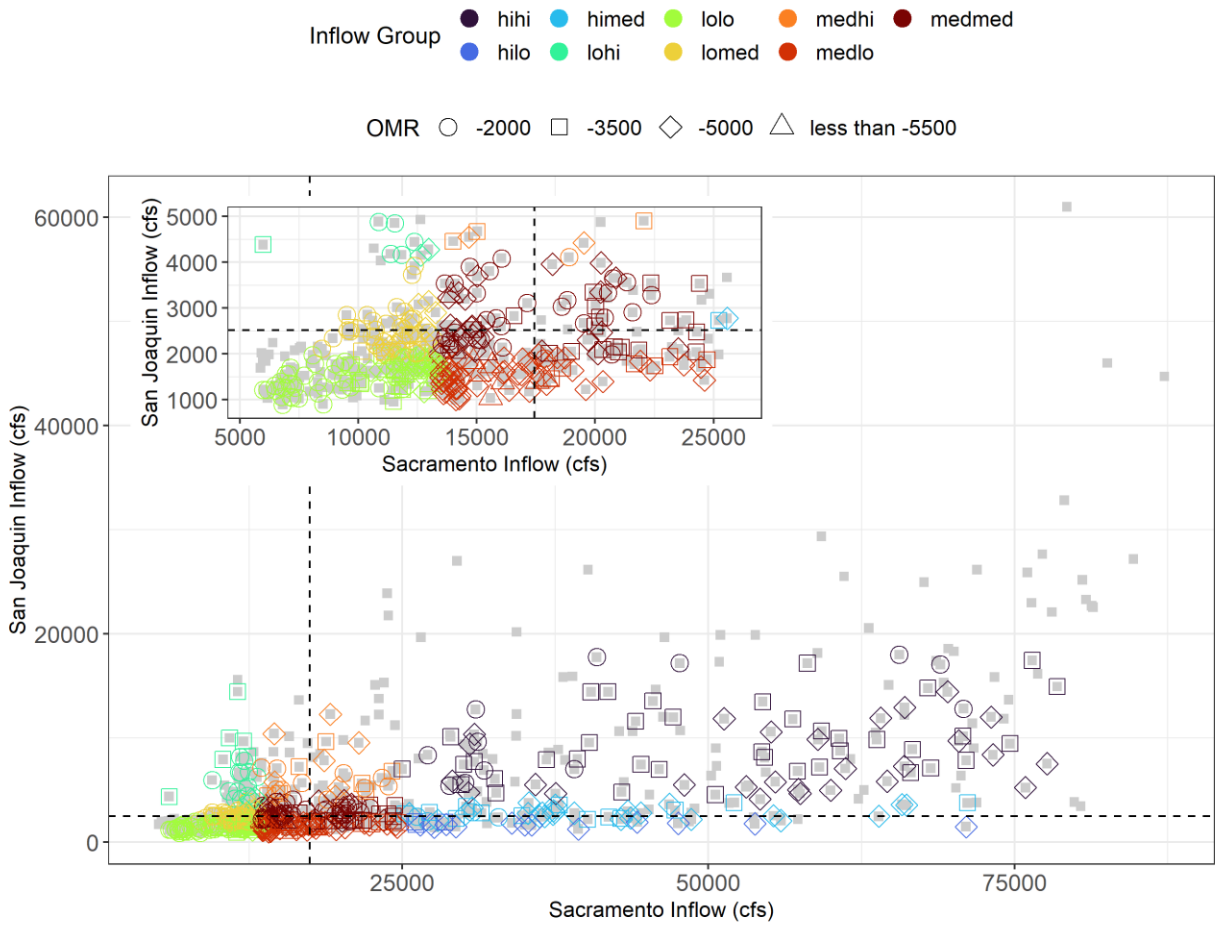 Inflow Group hihi himed lolo medhi medmed
hilo lohi lomed medlo
OMR -2000 -3500 -5000 less than -5500
San Joaquin Inflow (cfs)
60000
40000
20000
0
25000 50000 75000
Sacramento Inflow (cfs)
San Joaquin Inflow (cfs)
5000
4000
3000
2000
1000
5000 10000 15000 20000 25000
Sacramento Inflow (cfs)